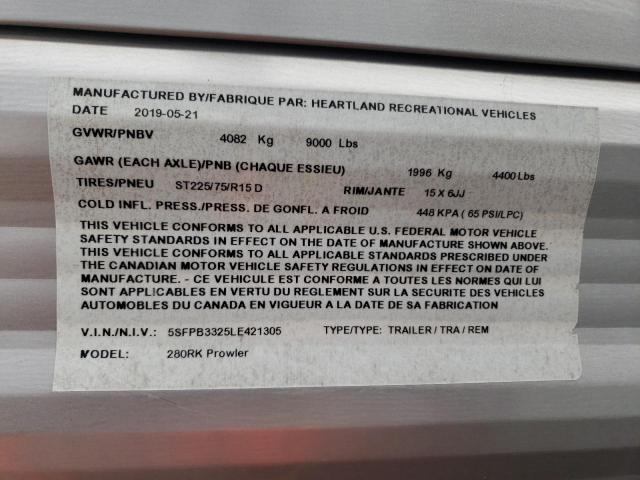 MANUFACTURED BY/FABRIQUE PAR: HEARTLAND RECREATIONAL VEHICLES
DATE 2019-05-21
GVWR/PNBV 4082 Kg 9000 Lbs
GAWR (EACH AXLE)/PNB (CHAQUE ESSIEU) 1996 Kg 4400 Lbs
TIRES/PNEU ST225/75/R15 D RIM/JANTE 15 X 6JJ
COLD INFL. PRESS./PRESS. DE GONFL. A FROID 448 KPA ( 65 PSI/LPC)
THIS VEHICLE CONFORMS TO ALL APPLICABLE U.S. FEDERAL MOTOR VEHICLE
SAFETY STANDARDS IN EFFECT ON THE DATE OF MANUFACTURE SHOWN ABOVE.
THIS VEHICLE CONFORMS TO ALL APPLICABLE STANDARDS PRESCRIBED UNDER
THE CANADIAN MOTOR VEHICLE SAFETY REGULATIONS IN EFFECT ON DATE OF
MANUFACTURE. - CE VEHICULE EST CONFORME A TOUTES LES NORMES QUI LUI
SONT APPLICABLES EN VERTU DU REGLEMENT SUR LA SECURITE DES VEHICLES
AUTOMOBILES DU CANADA EN VIGUEUR A LA DATE DE SA FABRICATION
V.I.N./N.I.V.: 5SFPB3325LE421305 TYPE/TYPE: TRAILER / TRA / REM
MODEL: 280RK Prowler